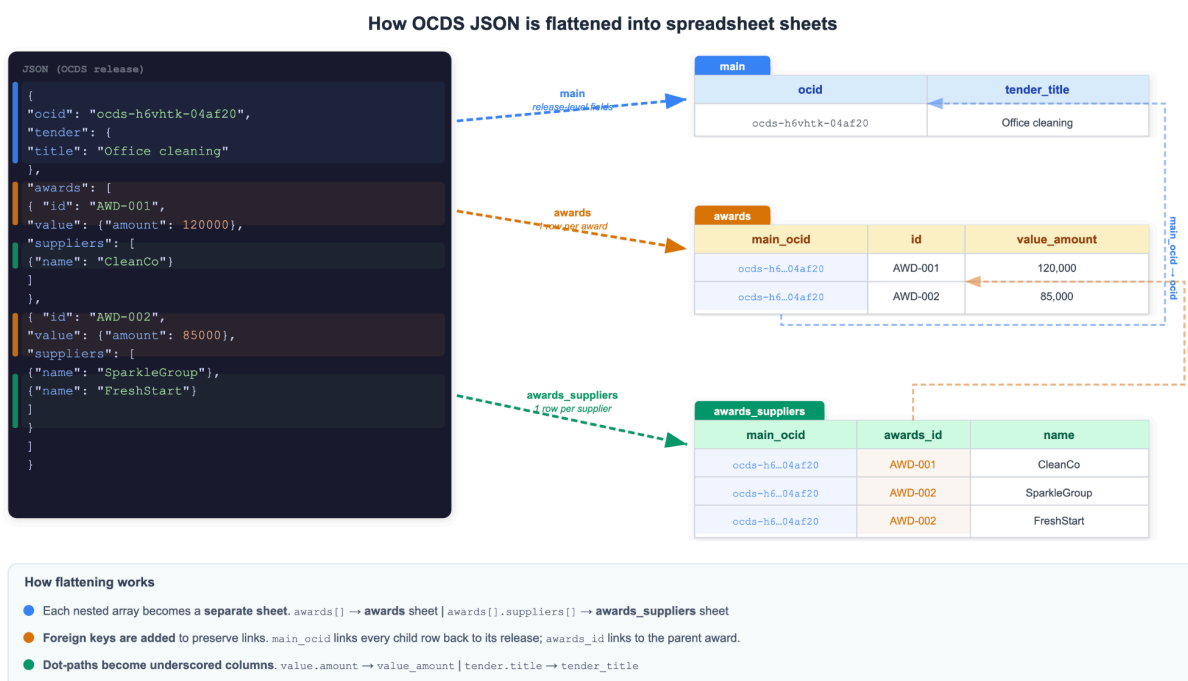 How OCDS JSON is flattened into spreadsheet sheets
JSON (OCDS release)
{
"ocid": "ocds-h6vhtk-04af20",
"tender": {
"title": "Office cleaning"
},
"awards": [
{ "id": "AWD-001",
"value": {"amount": 120000},
"suppliers": [
{"name": "CleanCo"}
]
},
{ "id": "AWD-002",
"value": {"amount": 85000},
"suppliers": [
{"name": "SparkleGroup"},
{"name": "FreshStart"}
]
}
]
}
main
release-level fields
awards
1 row per award
awards_suppliers
1 row per supplier
main
ocid tender_title
ocds-h6vhtk-04af20 Office cleaning
awards
main_ocid id value_amount
ocds-h6…04af20 AWD-001 120,000
ocds-h6…04af20 AWD-002 85,000
main_ocid → ocid
awards_suppliers
main_ocid awards_id name
ocds-h6…04af20 AWD-001 CleanCo
ocds-h6…04af20 AWD-002 SparkleGroup
ocds-h6…04af20 AWD-002 FreshStart
How flattening works
Each nested array becomes a separate sheet. awards[] → awards sheet | awards[].suppliers[] → awards_suppliers sheet
Foreign keys are added to preserve links. main_ocid links every child row back to its release; awards_id links to the parent award.
Dot-paths become underscored columns. value.amount → value_amount | tender.title → tender_title